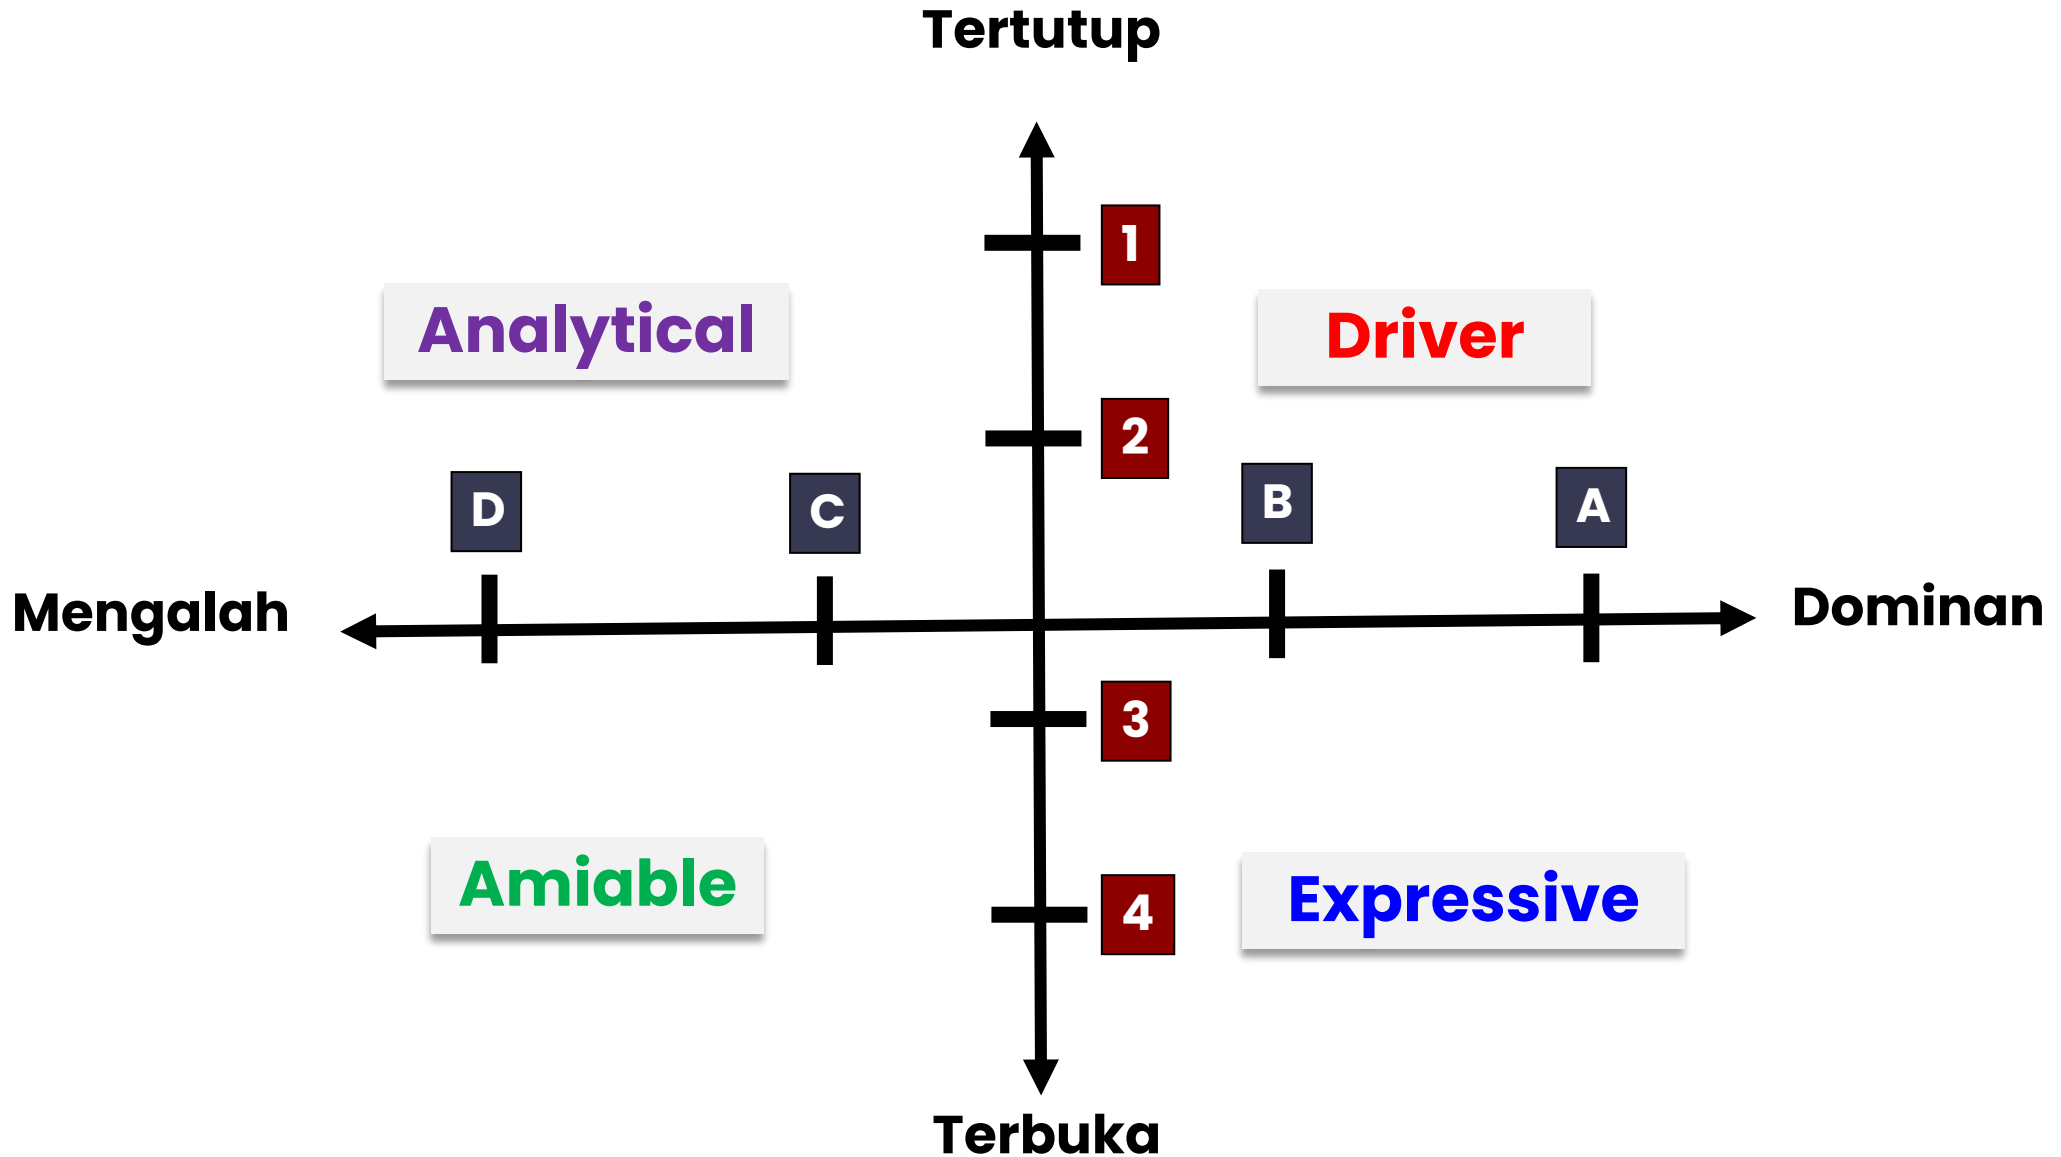 Tertutup
1
Analytical
Driver
2
D
C
B
A
Mengalah
Dominan
3
Amiable
Expressive
4
Terbuka